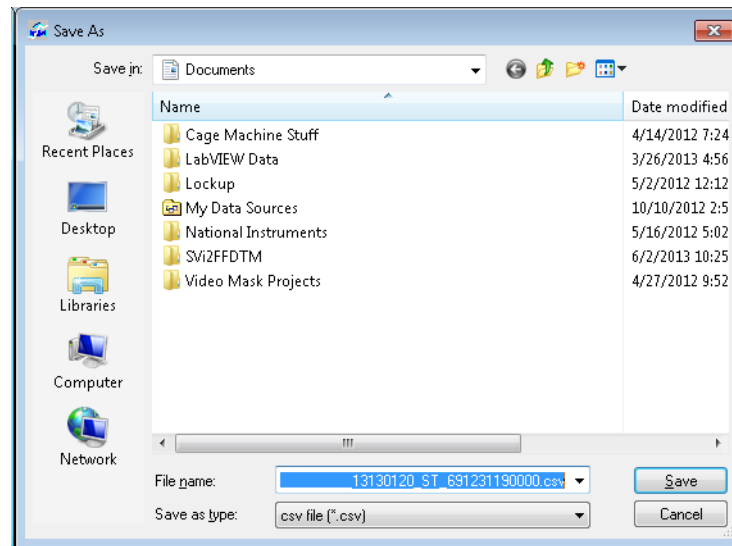 Save As
Save in: Documents
Name Date modified
Recent Places
Desktop
Libraries
Computer
Network
Cage Machine Stuff 4/14/2012 7:24
LabVIEW Data 3/26/2013 4:56
Lockup 5/2/2012 12:12
My Data Sources 10/10/2012 2:5
National Instruments 5/16/2012 5:02
SVi2FFDTM 6/2/2013 10:25
Video Mask Projects 4/27/2012 9:52
File name: _13130120_ST_691231190000.csv Save
Save as type: csv file (*.csv) Cancel